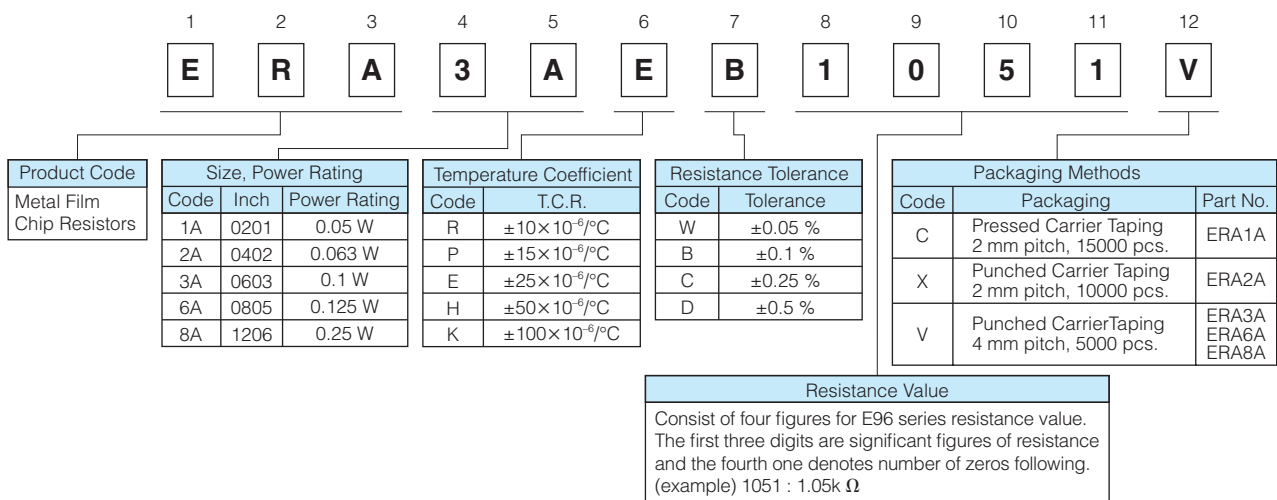 1 2 3 4 5 6 7 8 9 10 11 12
E R A 3 A E B 1 0 5 1 V
Product Code
Metal Film
Chip Resistors
Size, Power Rating
Code Inch Power Rating
1A 0201 0.05 W
2A 0402 0.063 W
3A 0603 0.1 W
6A 0805 0.125 W
8A 1206 0.25 W
Temperature Coefficient
Code T.C.R.
R ±10×10⁻⁶/°C
P ±15×10⁻⁶/°C
E ±25×10⁻⁶/°C
H ±50×10⁻⁶/°C
K ±100×10⁻⁶/°C
Resistance Tolerance
Code Tolerance
W ±0.05 %
B ±0.1 %
C ±0.25 %
D ±0.5 %
Packaging Methods
Code Packaging Part No.
C Pressed Carrier Taping
2 mm pitch, 15000 pcs. ERA1A
X Punched Carrier Taping
2 mm pitch, 10000 pcs. ERA2A
V Punched CarrierTaping
4 mm pitch, 5000 pcs.
ERA3A
ERA6A
ERA8A
Resistance Value
Consist of four figures for E96 series resistance value.
The first three digits are significant figures of resistance
and the fourth one denotes number of zeros following.
(example) 1051 : 1.05k Ω